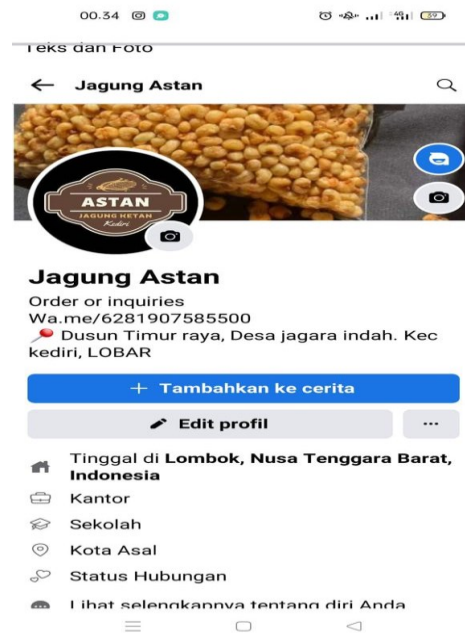 00.34
4G
59
Teks dan Foto
Jagung Astan
ASTAN
JAGUNG KETAN
Kediri
Jagung Astan
Order or inquiries
Wa.me/6281907585500
Dusun Timur raya, Desa jagara indah. Kec
kediri, LOBAR
+ Tambahkan ke cerita
Edit profil
Tinggal di Lombok, Nusa Tenggara Barat,
Indonesia
Kantor
Sekolah
Kota Asal
Status Hubungan
Lihat selengkapnya tentang diri Anda